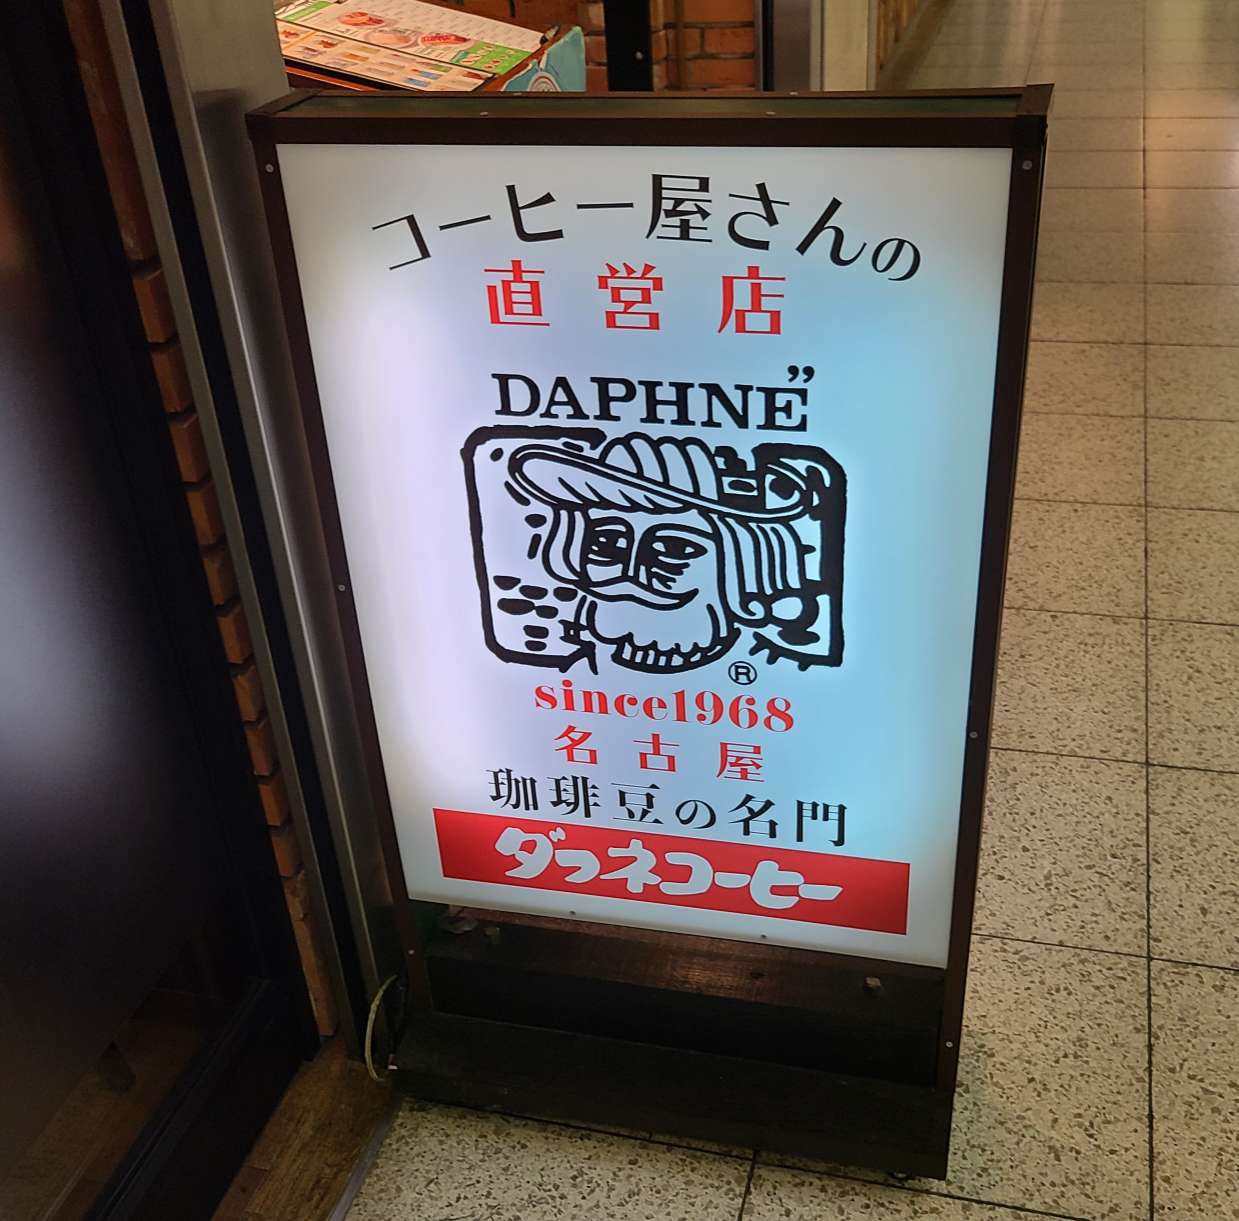 コーヒー屋さんの
直営店
DAPHNE”
®
since1968
名古屋
珈琲豆の名門
ダフネコーヒー